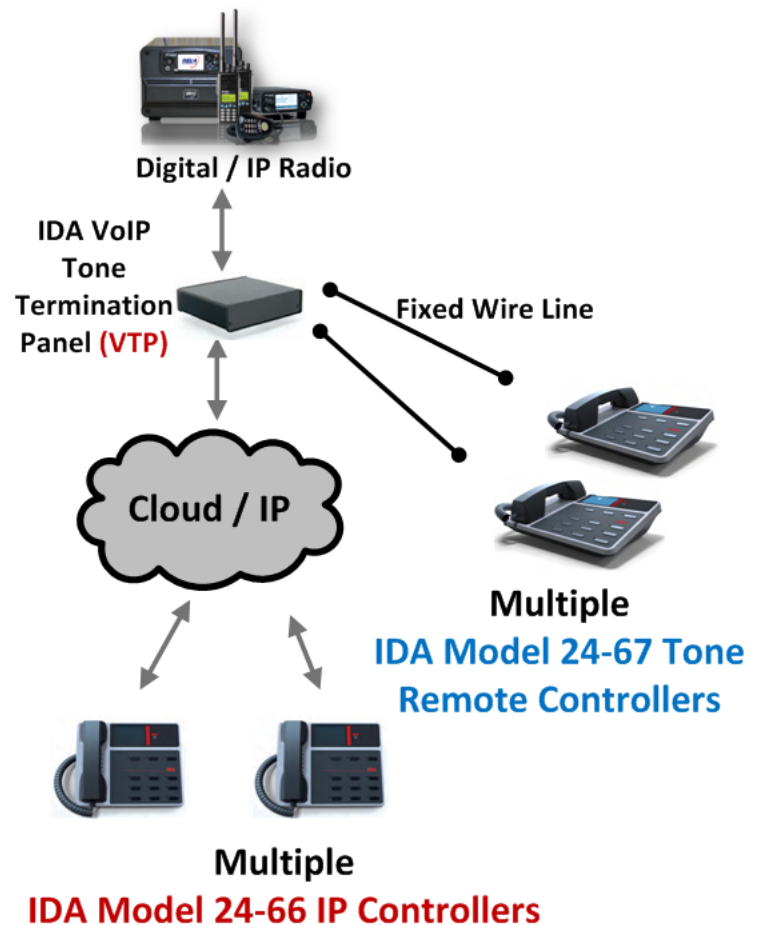 Digital / IP Radio
IDA VoIP
Tone
Termination
Panel (VTP)
Fixed Wire Line
Cloud / IP
Multiple
IDA Model 24-67 Tone
Remote Controllers
Multiple
IDA Model 24-66 IP Controllers